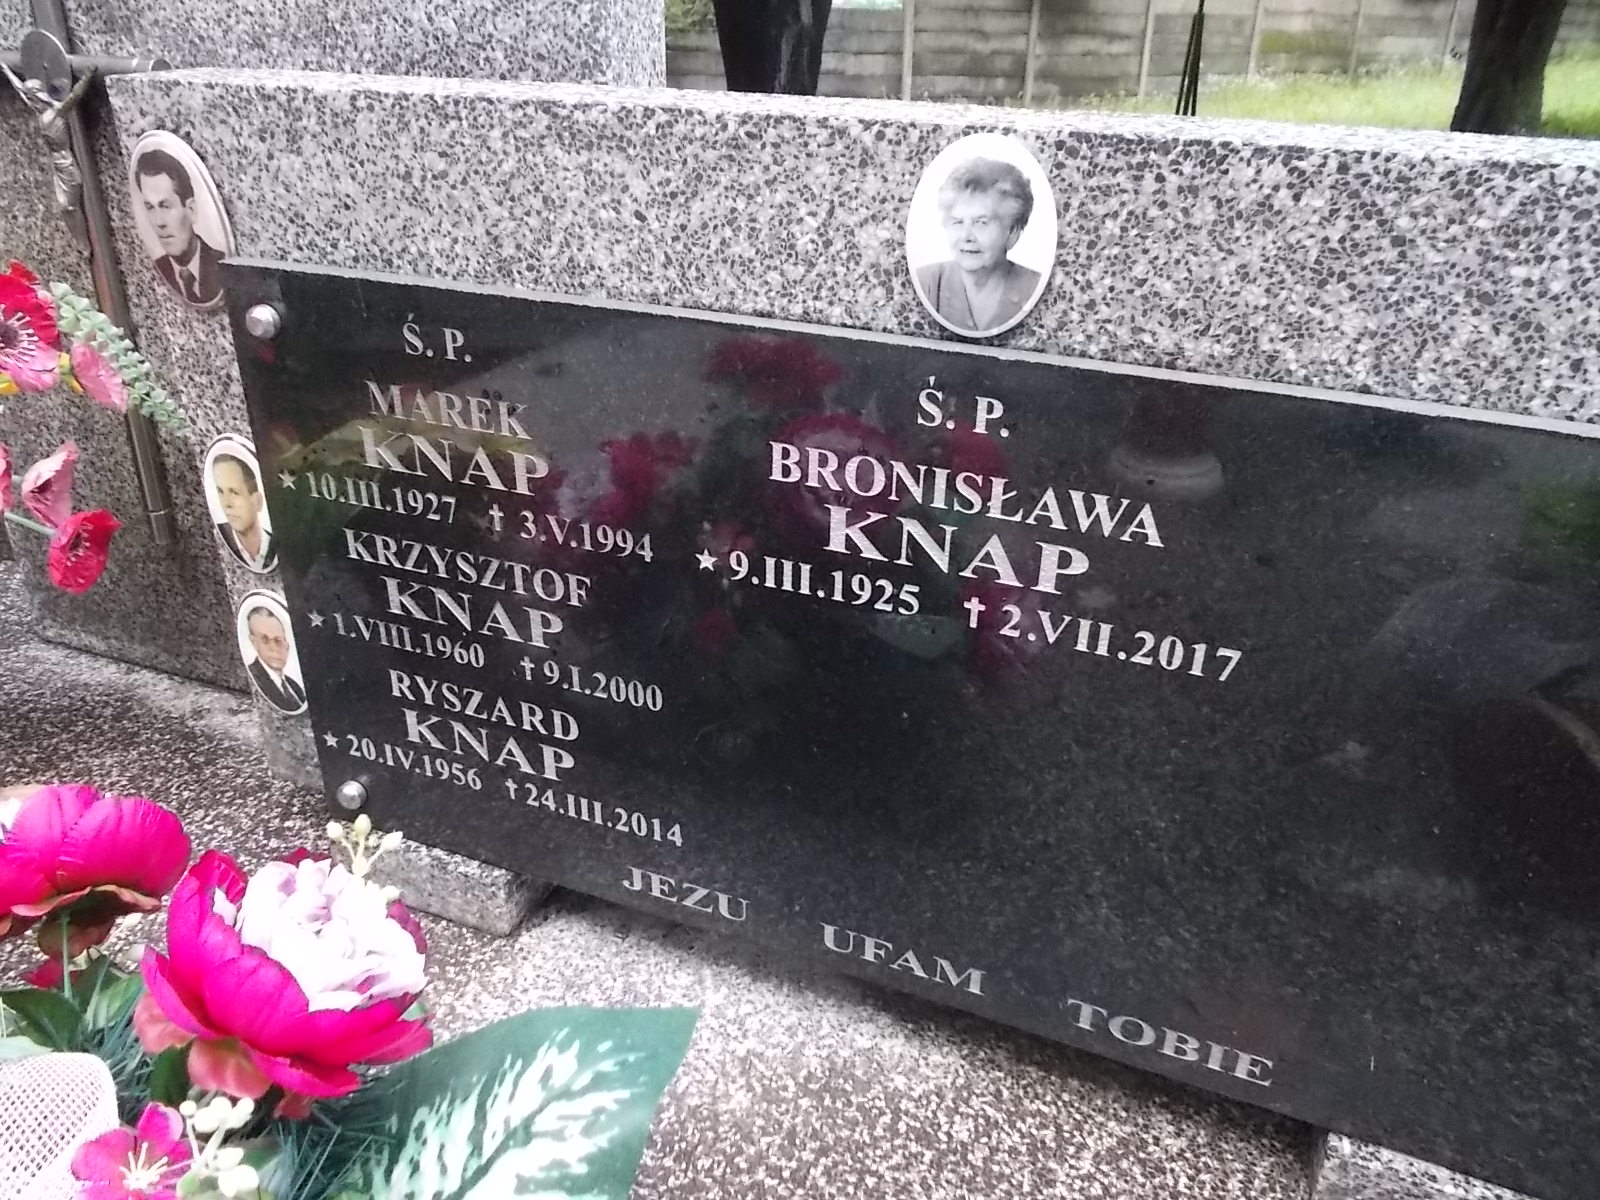 Ś. P.
MAREK
KNAP
★ 10.III.1927 ✝ 3.V.1994
KRZYSZTOF
KNAP
★ 1.VIII.1960 ✝ 9.I.2000
RYSZARD
KNAP
★ 20.IV.1956 ✝ 24.III.2014
Ś. P.
BRONISŁAWA
KNAP
★ 9.III.1925 ✝ 2.VII.2017
JEZU UFAM TOBIE